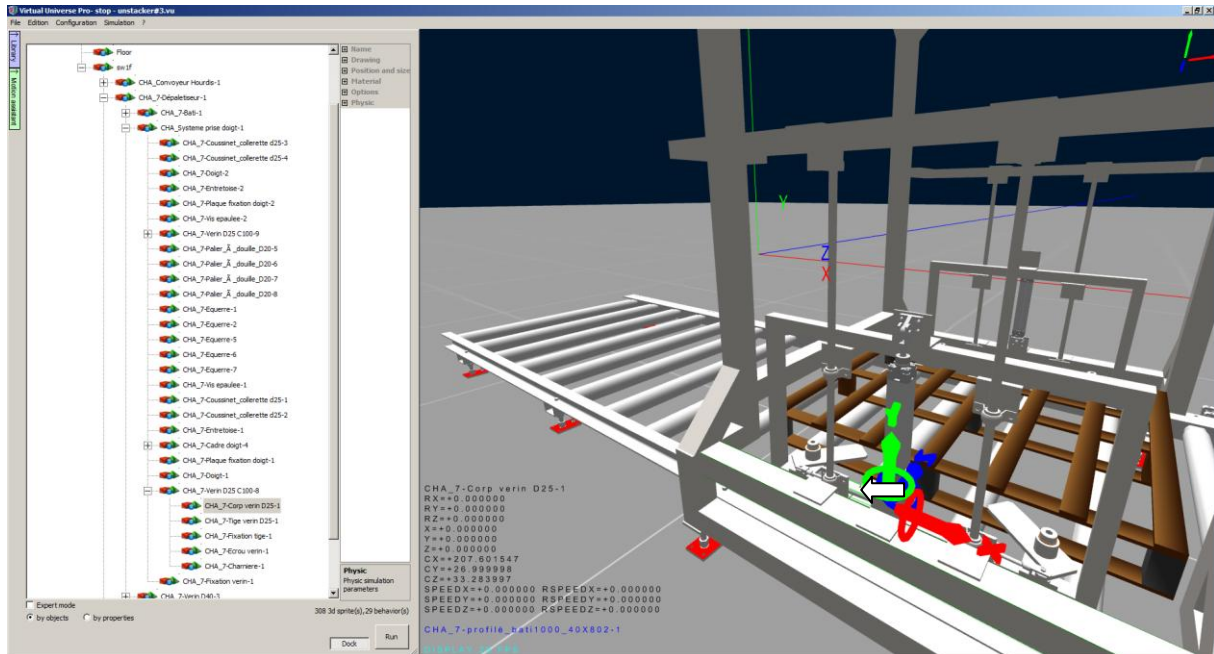 Virtual Universe Pro- stop - unstacker#3.vu
File Edition Configuration Simulation ?
Library
Motion assistant
Floor
sw1f
CHA_Convoyeur Hourdis-1
CHA_7-Dépaletiseur-1
CHA_7-Bati-1
CHA_Systeme prise doigt-1
CHA_7-Coussinet_collerette d25-3
CHA_7-Coussinet_collerette d25-4
CHA_7-Doigt-2
CHA_7-Entretoise-2
CHA_7-Plaque fixation doigt-2
CHA_7-Vis epaulee-2
CHA_7-Verin D25 C100-9
CHA_7-Palier_Ã _douille_D20-5
CHA_7-Palier_Ã _douille_D20-6
CHA_7-Palier_Ã _douille_D20-7
CHA_7-Palier_Ã _douille_D20-8
CHA_7-Equerre-1
CHA_7-Equerre-2
CHA_7-Equerre-5
CHA_7-Equerre-6
CHA_7-Equerre-7
CHA_7-Vis epaulee-1
CHA_7-Coussinet_collerette d25-1
CHA_7-Coussinet_collerette d25-2
CHA_7-Entretoise-1
CHA_7-Cadre doigt-4
CHA_7-Plaque fixation doigt-1
CHA_7-Doigt-1
CHA_7-Verin D25 C100-8
CHA_7-Corp verin D25-1
CHA_7-Tige verin D25-1
CHA_7-Fixation tige-1
CHA_7-Ecrou verin-1
CHA_7-Charniere-1
CHA_7-Fixation verin-1
CHA_7-Verin D40-3
Name
Drawing
Position and size
Material
Options
Physic
Physic
Physic simulation
parameters
Expert mode
308 3d sprite(s),29 behavior(s)
by objects by properties
Dock
Run
Y
Z
X
X
CHA_7-Corp verin D25-1
RX=+0.000000
RY=+0.000000
RZ=+0.000000
X=+0.000000
Y=+0.000000
Z=+0.000000
CX=+207.601547
CY=+26.999998
CZ=+33.283997
SPEEDX=+0.000000 RSPEEDX=+0.000000
SPEEDY=+0.000000 RSPEEDY=+0.000000
SPEEDZ=+0.000000 RSPEEDZ=+0.000000
CHA_7-profilé_bati1000_40X802-1